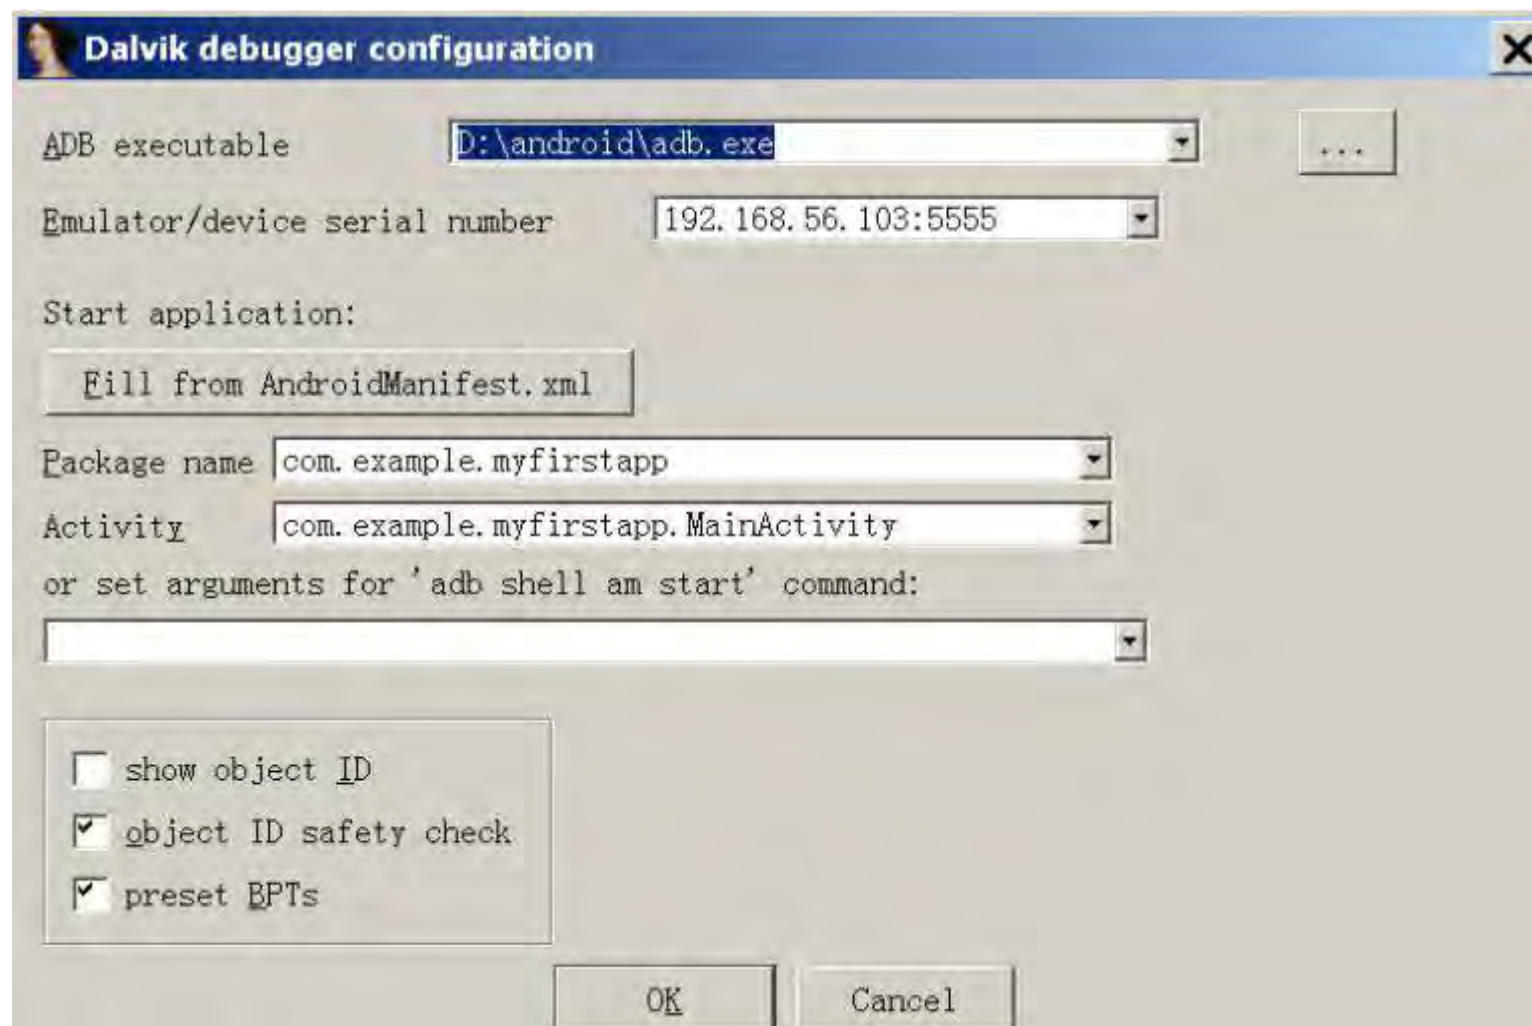 Dalvik debugger configuration
ADB executable D:\android\adb.exe ...
Emulator/device serial number 192.168.56.103:5555
Start application:
Fill from AndroidManifest.xml
Package name com.example.myfirstapp
Activity com.example.myfirstapp.MainActivity
or set arguments for 'adb shell am start' command:
show object ID
object ID safety check
preset BPTs
OK Cancel